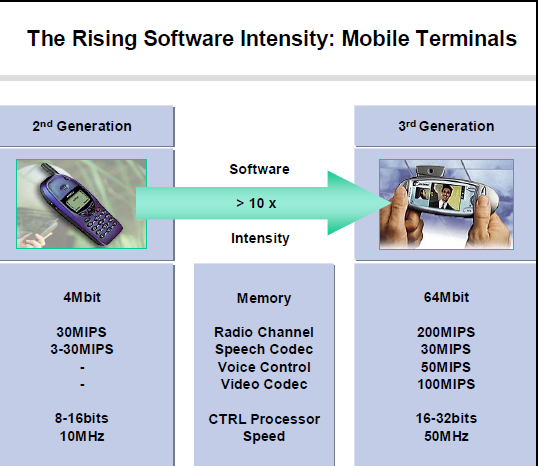 The Rising Software Intensity: Mobile Terminals
2nd Generation
3rd Generation
Software
> 10 x
Intensity
4Mbit
Memory
64Mbit
30MIPS
Radio Channel
200MIPS
3-30MIPS
Speech Codec
30MIPS
-
Voice Control
50MIPS
-
Video Codec
100MIPS
8-16bits
CTRL Processor
16-32bits
10MHz
Speed
50MHz